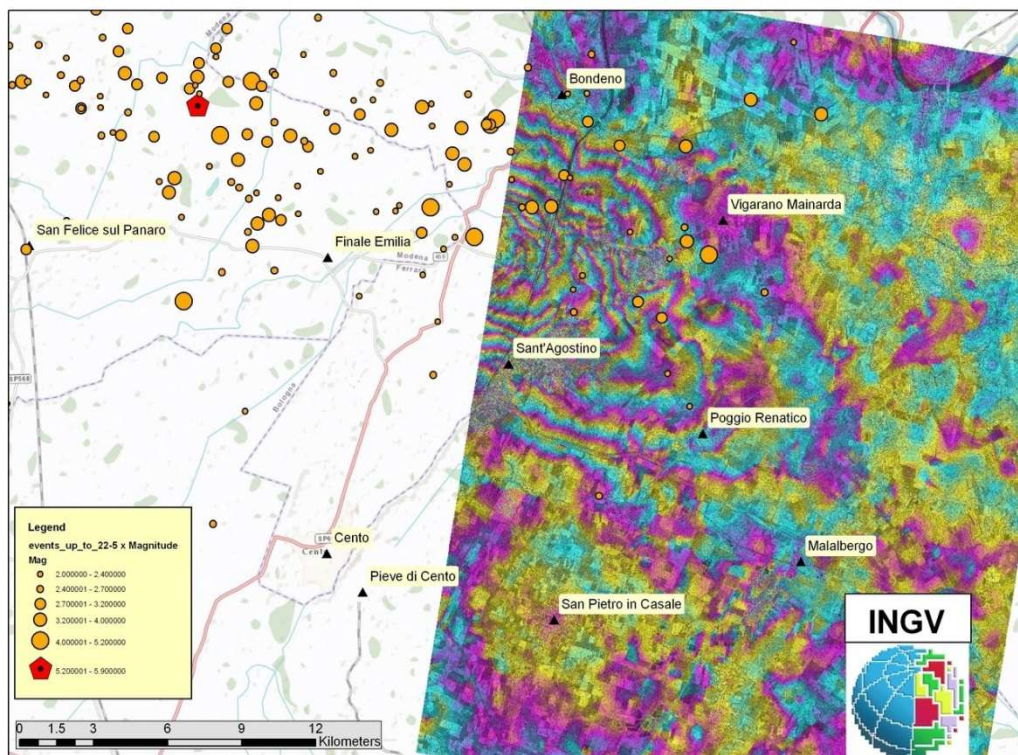 Modena
Bondeno
Vigarano Mainarda
San Felice sul Panaro
Finale Emilia
Modena
Ferrara
468
Sant'Agostino
SP568
Bologna
Poggio Renatico
Legend
events_up_to_22-5 x Magnitude
Mag
2.000000 - 2.400000
2.400001 - 2.700000
2.700001 - 3.200000
3.200001 - 4.000000
4.000001 - 5.200000
5.200001 - 5.900000
Cento
Malalbergo
Pieve di Cento
San Pietro in Casale
INGV
0 1.5 3 6 9 12
Kilometers